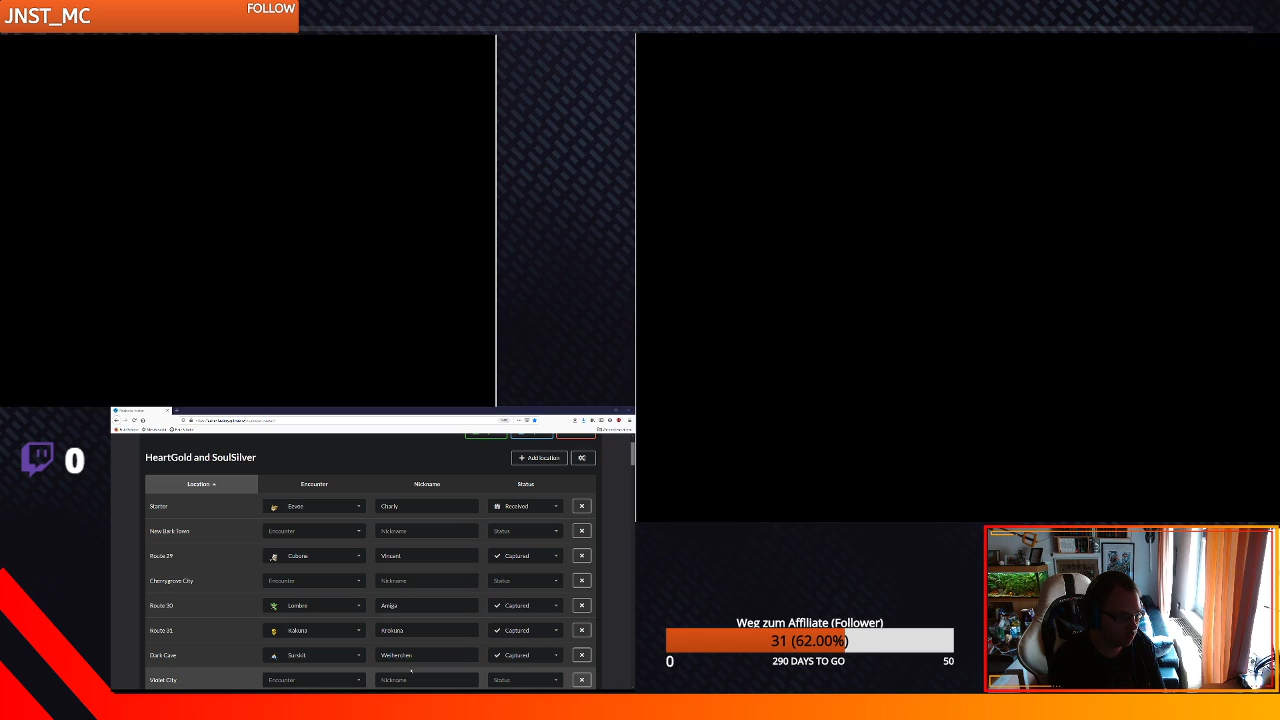 JNST_MC
FOLLOW
HeartGold and SoulSilver
+ Add location
Location Encounter Nickname Status
Starter Eevee Charly Received
New Bark Town Encounter Nickname Status
Route 29 Cubone Vincent Captured
Cherrygrove City Encounter Nickname Status
Route 30 Lombre Amiga Captured
Route 31 Kakuna Krokuna Captured
Dark Cave Surskit Weiherchen Captured
Violet City Encounter Nickname Status
0
Weg zum Affiliate (Follower)
31 (62.00%)
0 290 DAYS TO GO 50